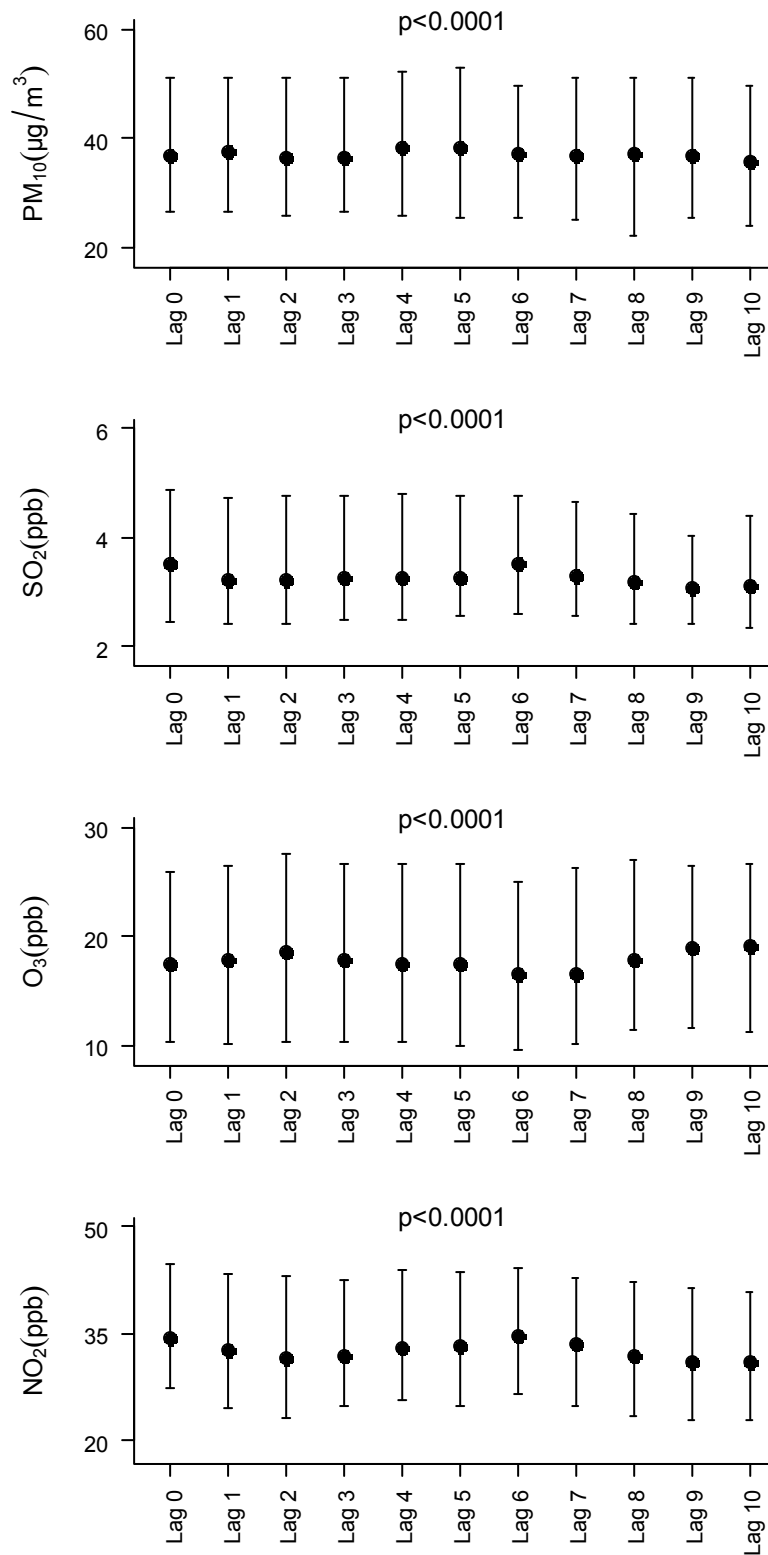 p<0.0001
PM₁₀(µg/m³)
60
40
20
Lag 0
Lag 1
Lag 2
Lag 3
Lag 4
Lag 5
Lag 6
Lag 7
Lag 8
Lag 9
Lag 10
p<0.0001
SO₂(ppb)
6
4
2
Lag 0
Lag 1
Lag 2
Lag 3
Lag 4
Lag 5
Lag 6
Lag 7
Lag 8
Lag 9
Lag 10
p<0.0001
O₃(ppb)
30
20
10
Lag 0
Lag 1
Lag 2
Lag 3
Lag 4
Lag 5
Lag 6
Lag 7
Lag 8
Lag 9
Lag 10
p<0.0001
NO₂(ppb)
50
35
20
Lag 0
Lag 1
Lag 2
Lag 3
Lag 4
Lag 5
Lag 6
Lag 7
Lag 8
Lag 9
Lag 10